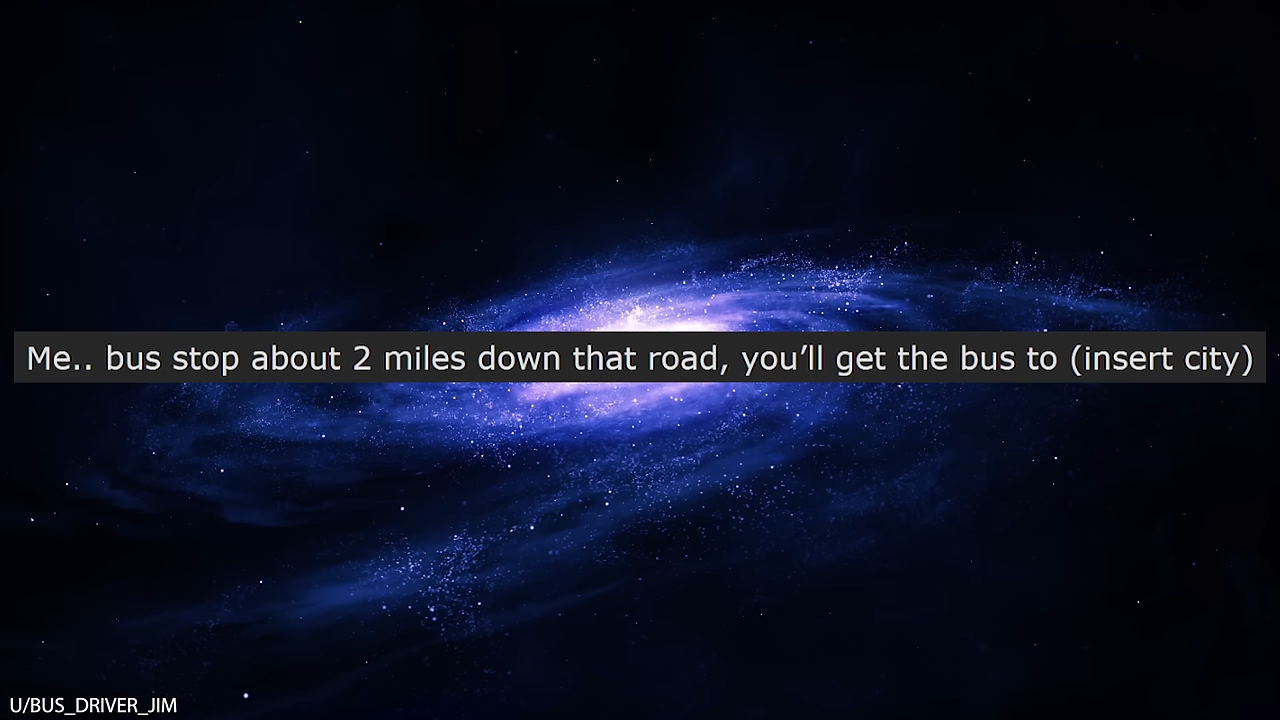 Me.. bus stop about 2 miles down that road, you’ll get the bus to (insert city)
U/BUS_DRIVER_JIM